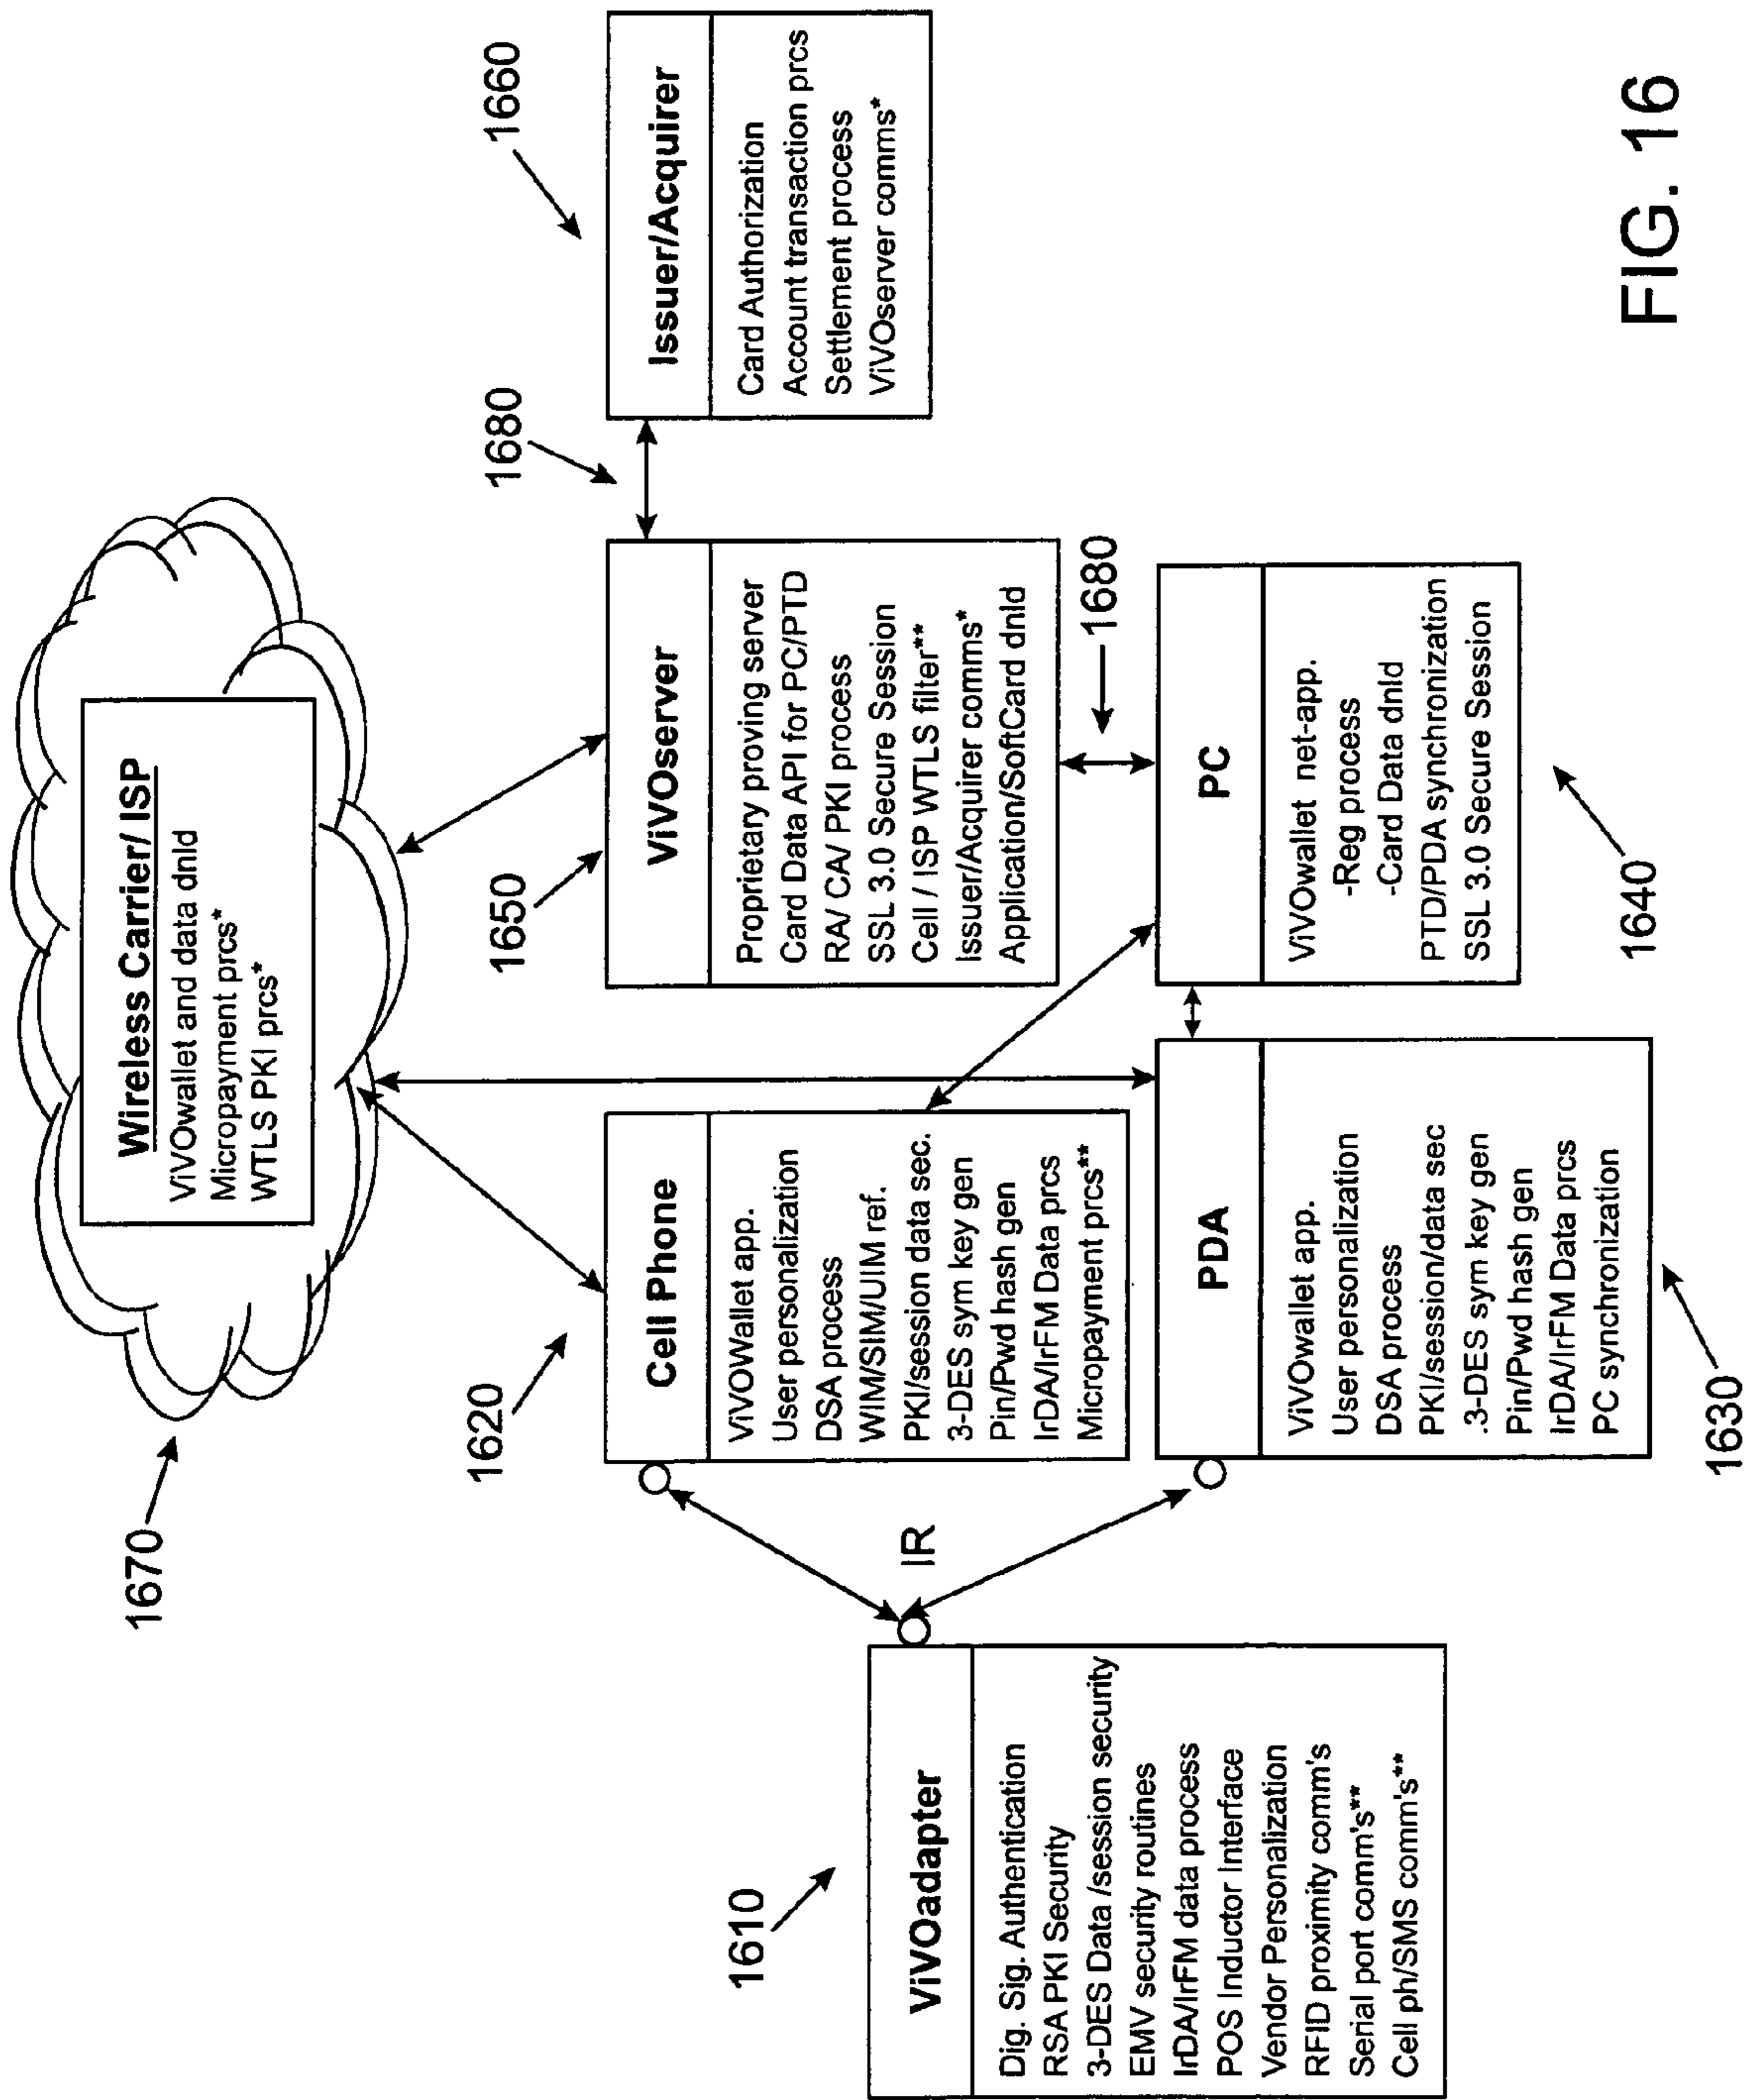 1670
Wireless Carrier/ ISP
ViVOwallet and data dnld
Micropayment prcs*
WTLS PKI prcs*
1610
ViVOadapter
Dig. Sig. Authentication
RSA PKI Security
3-DES Data /session security
EMV security routines
IrDA/IrFM data process
POS Inductor Interface
Vendor Personalization
RFID proximity comm's
Serial port comm's**
Cell ph/SMS comm's**
IR
1620
Cell Phone
ViVOWallet app.
User personalization
DSA process
WIM/SIM/UIM ref.
PKI/session data sec.
3-DES sym key gen
Pin/Pwd hash gen
IrDA/IrFM Data prcs
Micropayment prcs**
PDA
ViVOwallet app.
User personalization
DSA process
PKI/session/data sec
.3-DES sym key gen
Pin/Pwd hash gen
IrDA/IrFM Data prcs
PC synchronization
1630
1650
ViVOserver
Proprietary proving server
Card Data API for PC/PTD
RA/ CA/ PKI process
SSL 3.0 Secure Session
Cell / ISP WTLS filter**
Issuer/Acquirer comms*
Application/SoftCard dnld
1680
PC
ViVOwallet net-app.
-Reg process
-Card Data dnld
PTD/PDA synchronization
SSL 3.0 Secure Session
1640
1680
1660
Issuer/Acquirer
Card Authorization
Account transaction prcs
Settlement process
ViVOserver comms*
FIG. 16